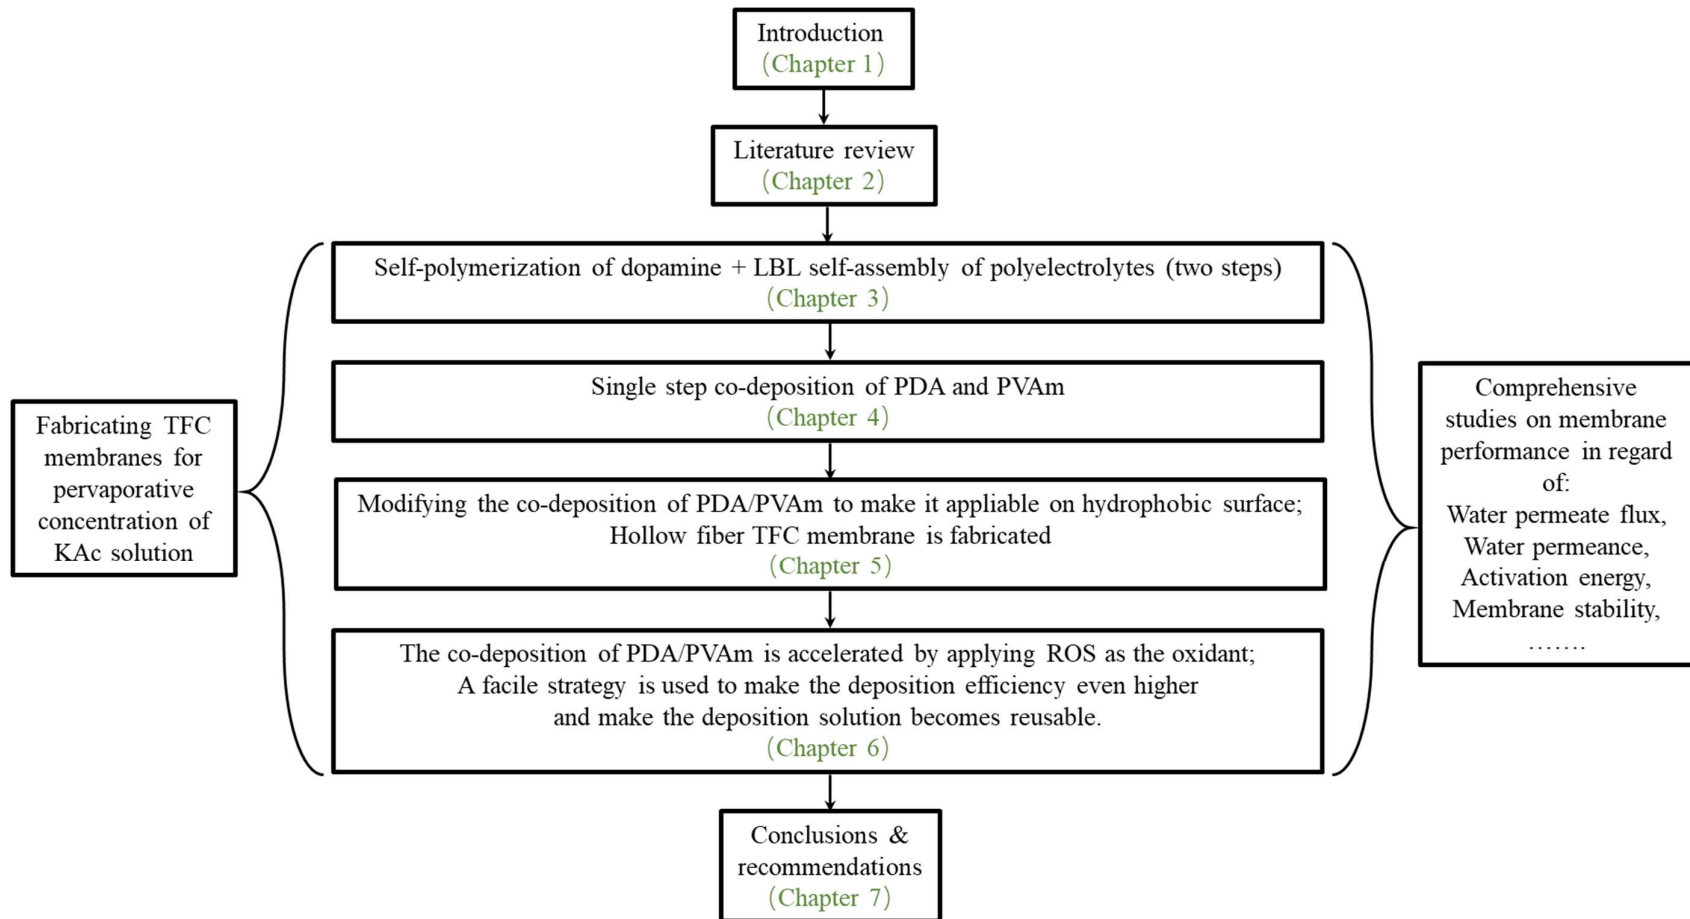 Introduction
(Chapter 1)
Literature review
(Chapter 2)
Self-polymerization of dopamine + LBL self-assembly of polyelectrolytes (two steps)
(Chapter 3)
Single step co-deposition of PDA and PVAm
(Chapter 4)
Modifying the co-deposition of PDA/PVAm to make it appliable on hydrophobic surface;
Hollow fiber TFC membrane is fabricated
(Chapter 5)
The co-deposition of PDA/PVAm is accelerated by applying ROS as the oxidant;
A facile strategy is used to make the deposition efficiency even higher
and make the deposition solution becomes reusable.
(Chapter 6)
Conclusions &
recommendations
(Chapter 7)
Fabricating TFC
membranes for
pervaporative
concentration of
KAc solution
Comprehensive
studies on membrane
performance in regard
of:
Water permeate flux,
Water permeance,
Activation energy,
Membrane stability,
…….